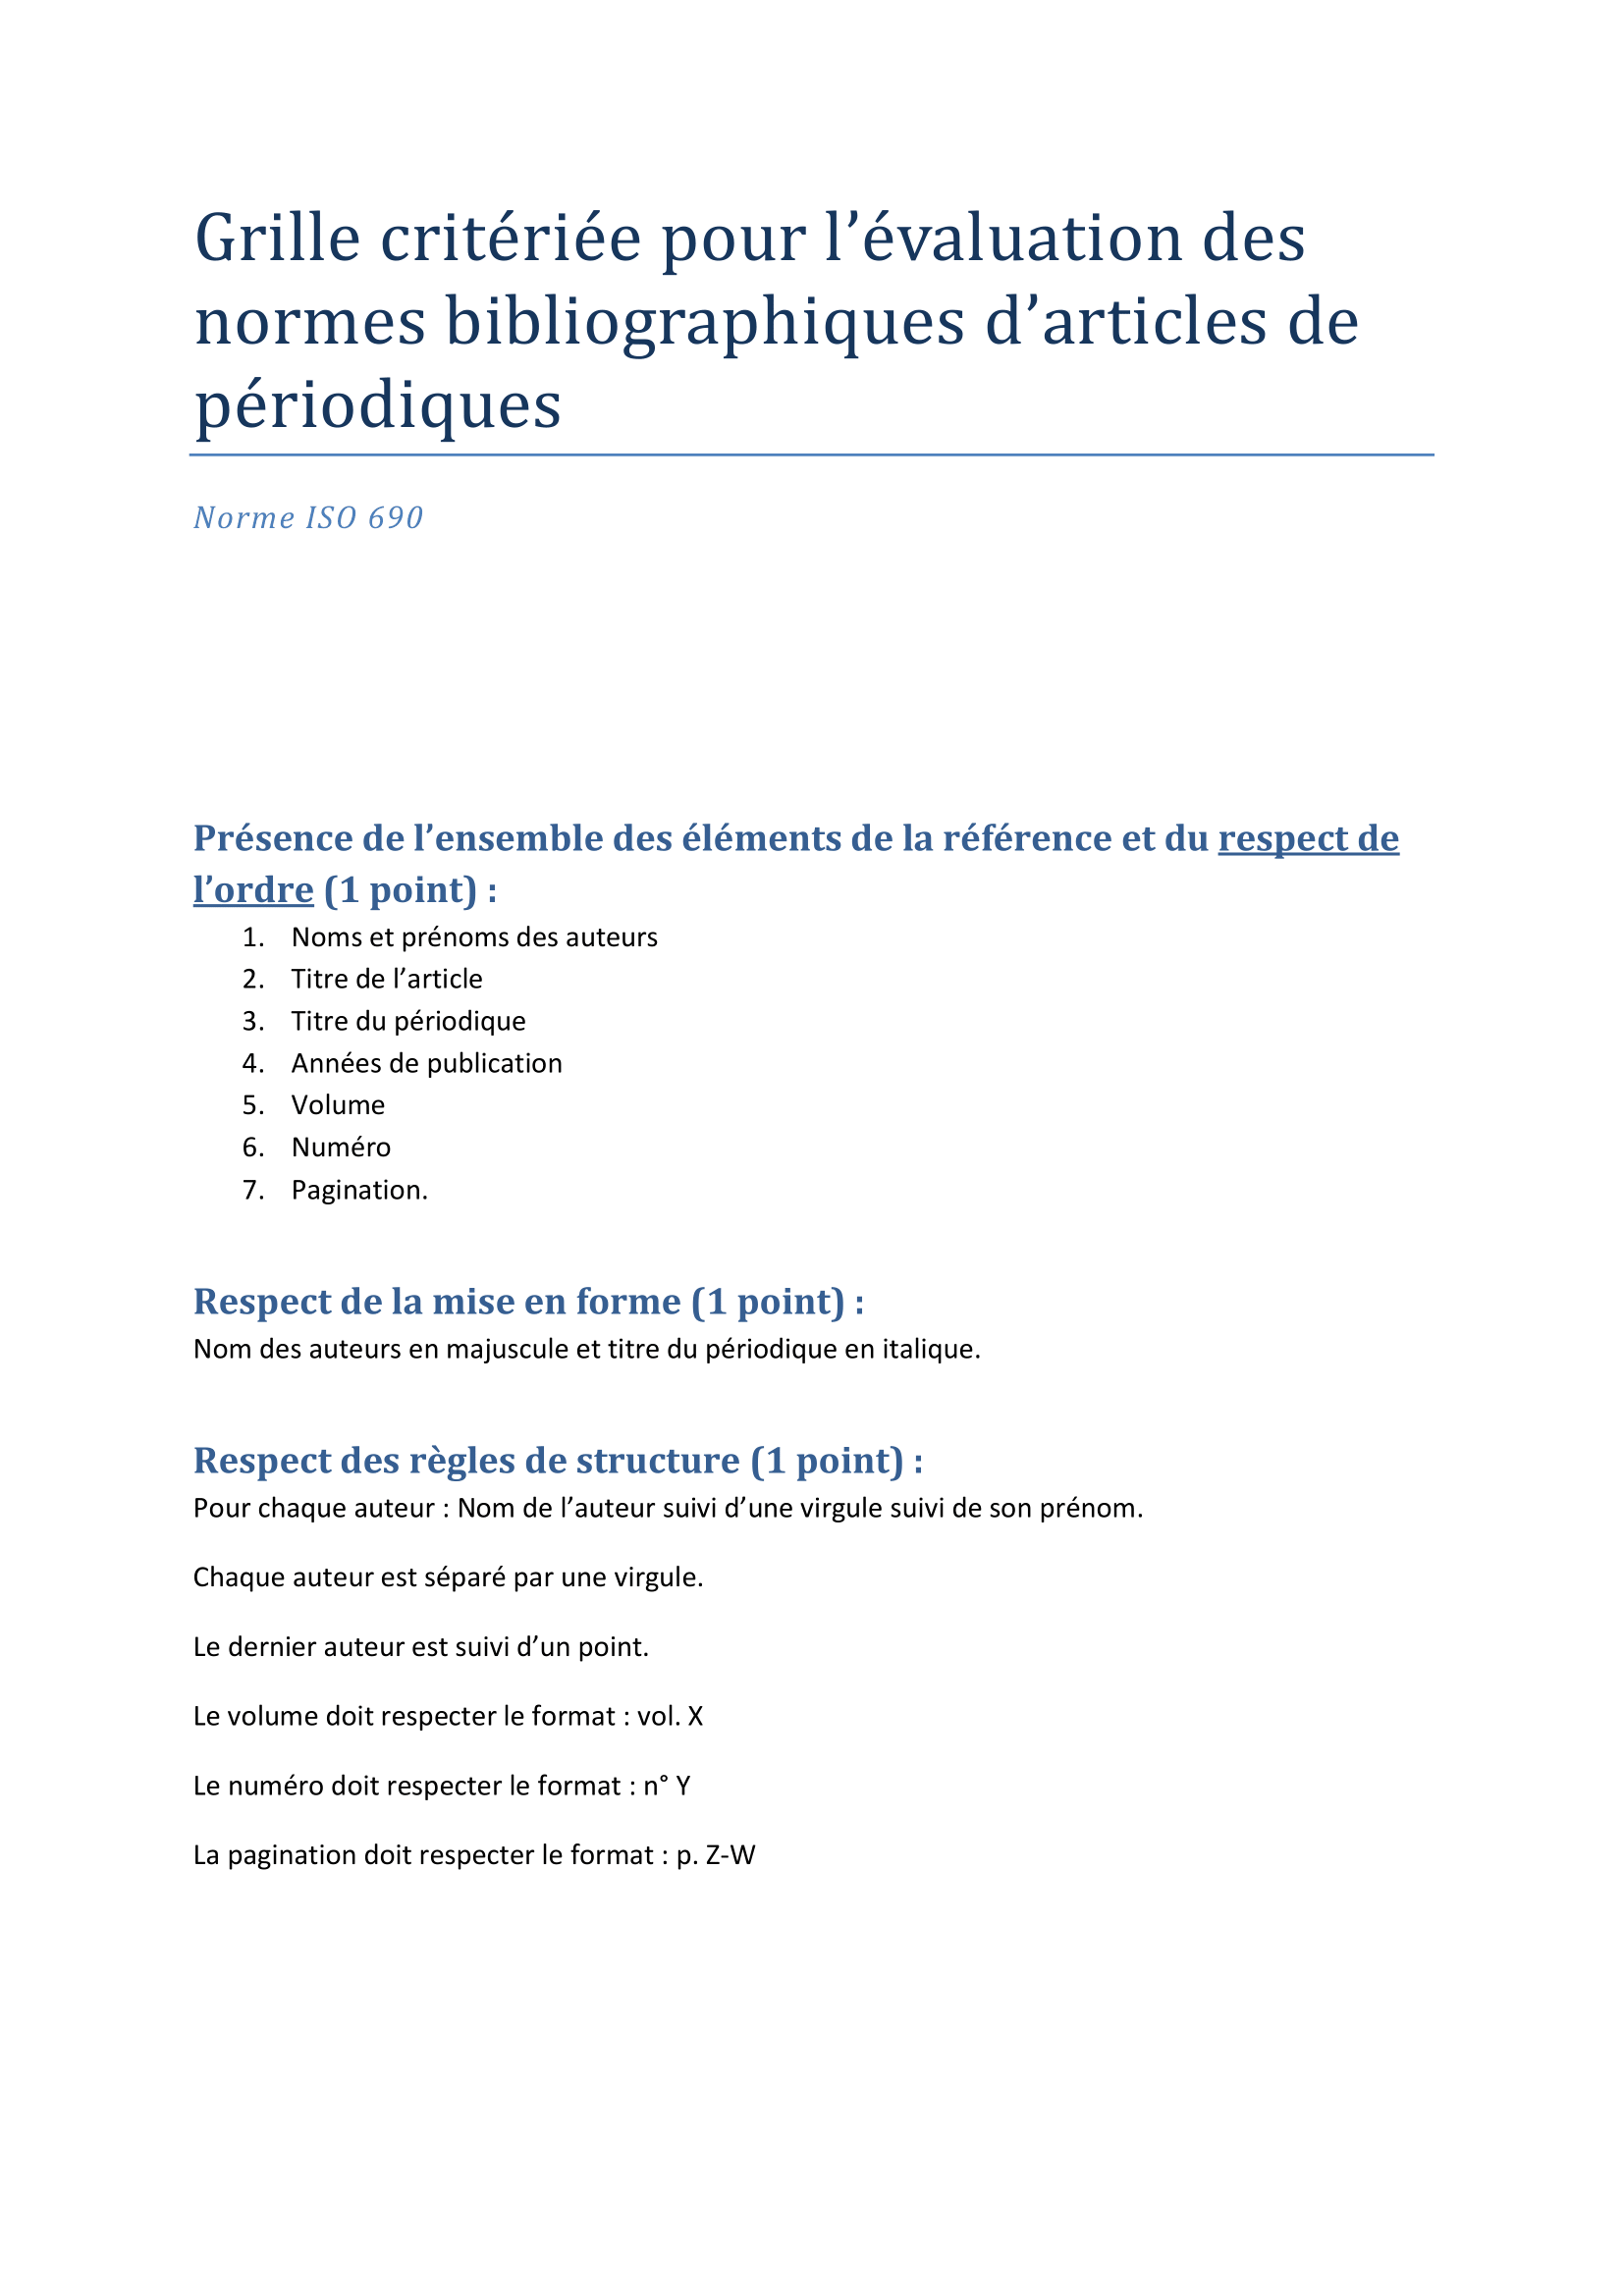 Grille critériée pour l’évaluation des
normes bibliographiques d’articles de
périodiques
Norme ISO 690
Présence de l’ensemble des éléments de la référence et du respect de
l’ordre (1 point) :
1. Noms et prénoms des auteurs
2. Titre de l’article
3. Titre du périodique
4. Années de publication
5. Volume
6. Numéro
7. Pagination.
Respect de la mise en forme (1 point) :
Nom des auteurs en majuscule et titre du périodique en italique.
Respect des règles de structure (1 point) :
Pour chaque auteur : Nom de l’auteur suivi d’une virgule suivi de son prénom.
Chaque auteur est séparé par une virgule.
Le dernier auteur est suivi d’un point.
Le volume doit respecter le format : vol. X
Le numéro doit respecter le format : n° Y
La pagination doit respecter le format : p. Z-W